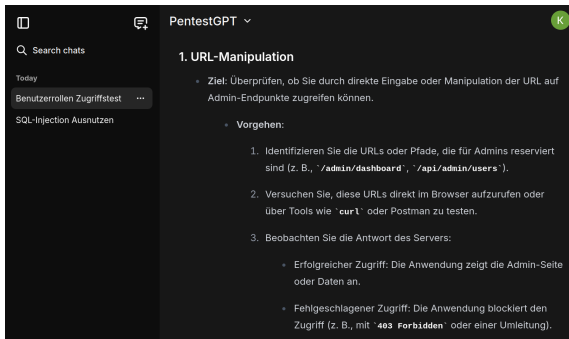 PentestGPT
K
Search chats
Today
Benutzerrollen Zugriffstest ...
SQL-Injection Ausnutzen
1. URL-Manipulation
• Ziel: Überprüfen, ob Sie durch direkte Eingabe oder Manipulation der URL auf
Admin-Endpunkte zugreifen können.
• Vorgehen:
1. Identifizieren Sie die URLs oder Pfade, die für Admins reserviert
sind (z. B., `/admin/dashboard`, `/api/admin/users`).
2. Versuchen Sie, diese URLs direkt im Browser aufzurufen oder
über Tools wie `curl` oder Postman zu testen.
3. Beobachten Sie die Antwort des Servers:
• Erfolgreicher Zugriff: Die Anwendung zeigt die Admin-Seite
oder Daten an.
• Fehlgeschlagener Zugriff: Die Anwendung blockiert den
Zugriff (z. B., mit `403 Forbidden` oder einer Umleitung).